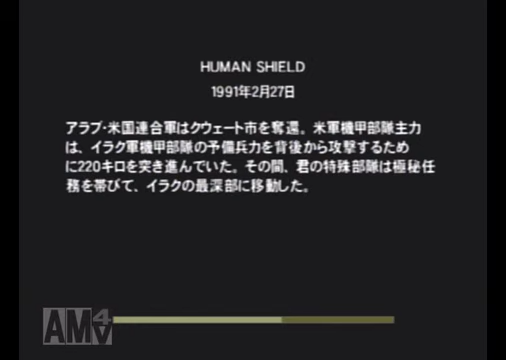 HUMAN SHIELD
1991年2月27日
アラブ・米国連合軍はクウェート市を奪還。米軍機甲部隊主力
は、イラク軍機甲部隊の予備兵力を背後から攻撃するため
に220キロを突き進んでいた。その間、君の特殊部隊は極秘任
務を帯びて、イラクの最深部に移動した。
AM4V